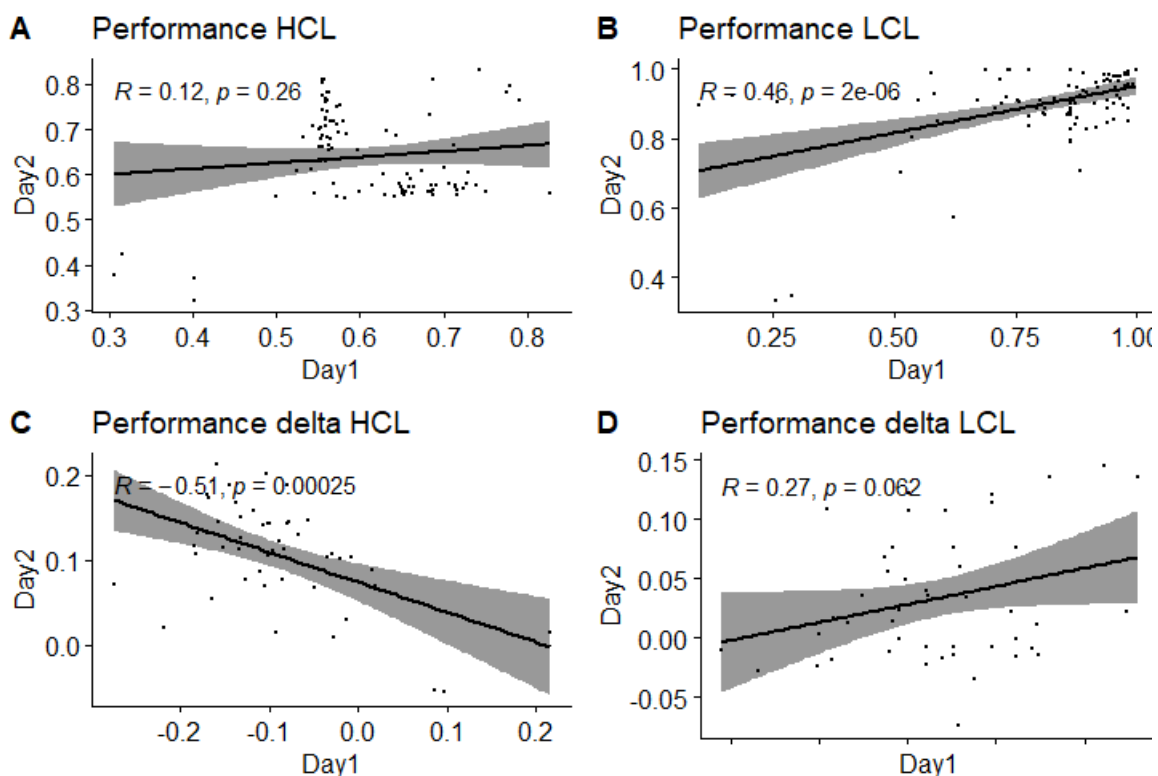 A Performance HCL
R = 0.12, p = 0.26
0.8
0.7
0.6
0.5
0.4
0.3
Day2
0.3 0.4 0.5 0.6 0.7 0.8
Day1
B Performance LCL
R = 0.46, p = 2e-06
1.0
0.8
0.6
0.4
Day2
0.25 0.50 0.75 1.00
Day1
C Performance delta HCL
R = −0.51, p = 0.00025
0.2
0.1
0.0
Day2
-0.2 -0.1 0.0 0.1 0.2
Day1
D Performance delta LCL
R = 0.27, p = 0.062
0.15
0.10
0.05
0.00
-0.05
Day2
Day1